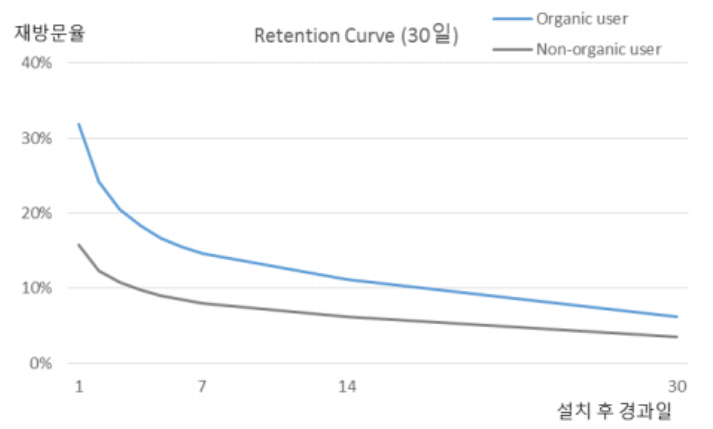 재방문율
Retention Curve (30일)
Organic user
Non-organic user
40%
30%
20%
10%
0%
1 7 14 30
설치 후 경과일